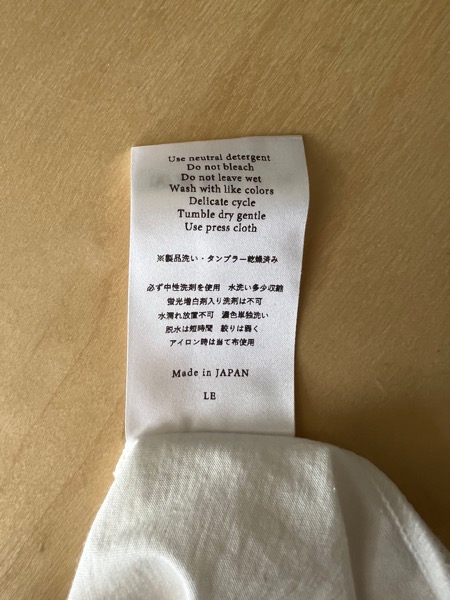 Use neutral detergent
Do not bleach
Do not leave wet
Wash with like colors
Delicate cycle
Tumble dry gentle
Use press cloth
※製品洗い・タンブラー乾燥済み
必ず中性洗剤を使用 水洗い多少収縮
蛍光増白剤入り洗剤は不可
水濡れ放置不可 濃色単独洗い
脱水は短時間 絞りは弱く
アイロン時は当て布使用
Made in JAPAN
LE